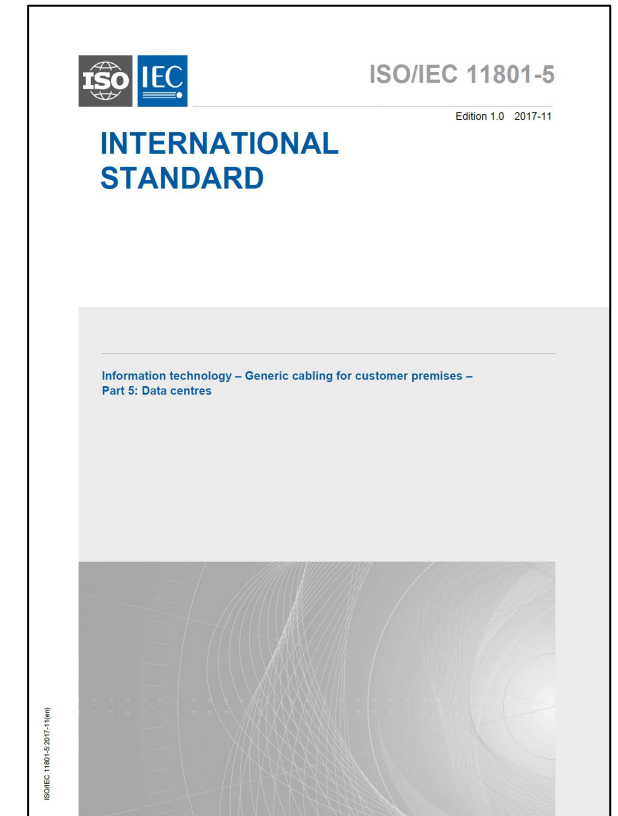 ISO IEC
ISO/IEC 11801-5
Edition 1.0 2017-11
INTERNATIONAL
STANDARD
Information technology – Generic cabling for customer premises –
Part 5: Data centres
ISO/IEC 11801-5:2017-11(en)